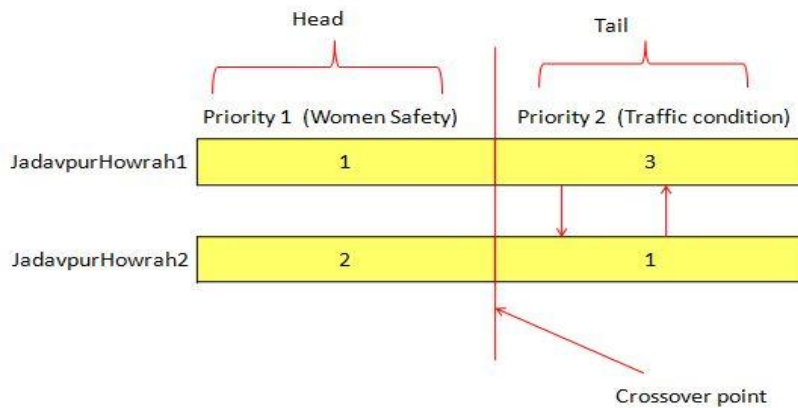 Head
Tail
Priority 1 (Women Safety)
Priority 2 (Traffic condition)
JadavpurHowrah1
1
3
JadavpurHowrah2
2
1
Crossover point